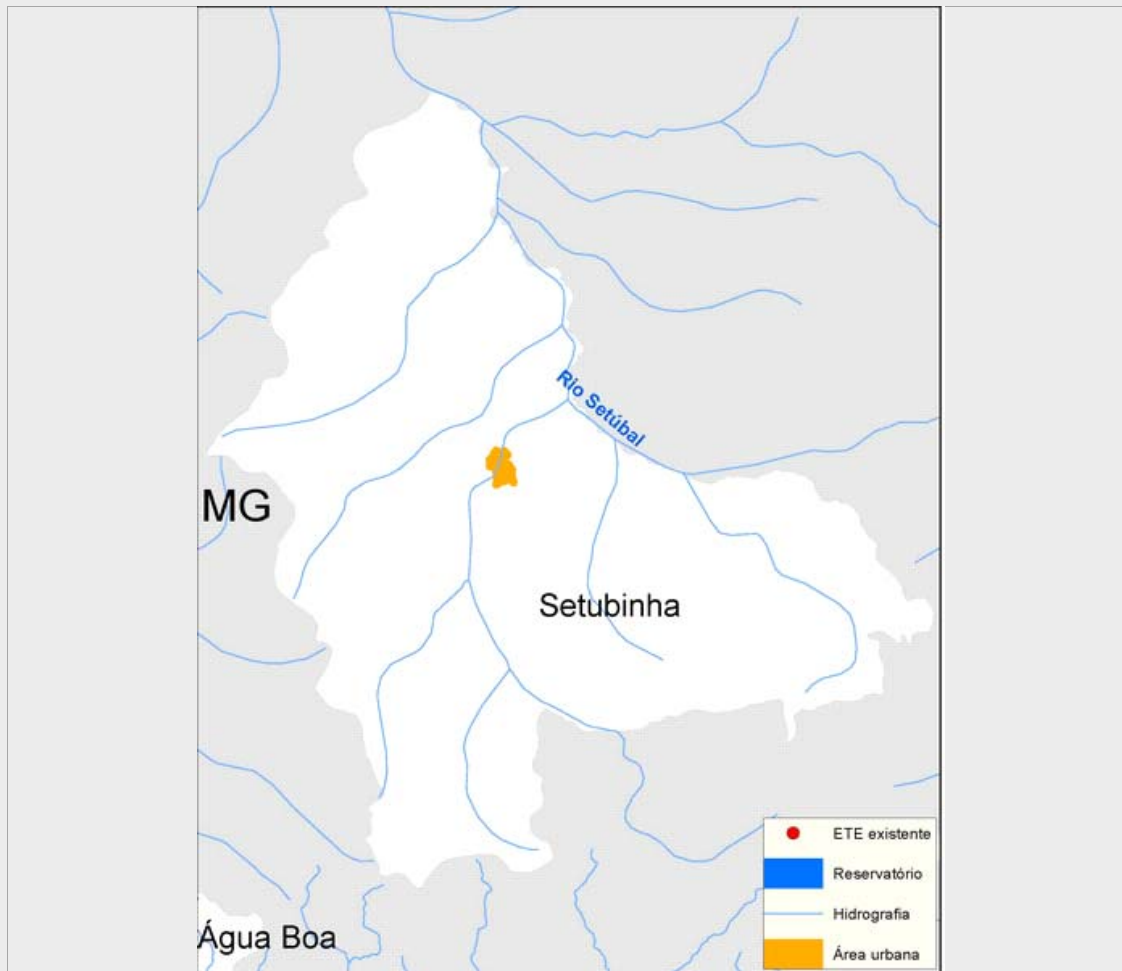 Rio Setúbal
MG
Setubinha
Água Boa
ETE existente
Reservatório
Hidrografia
Área urbana